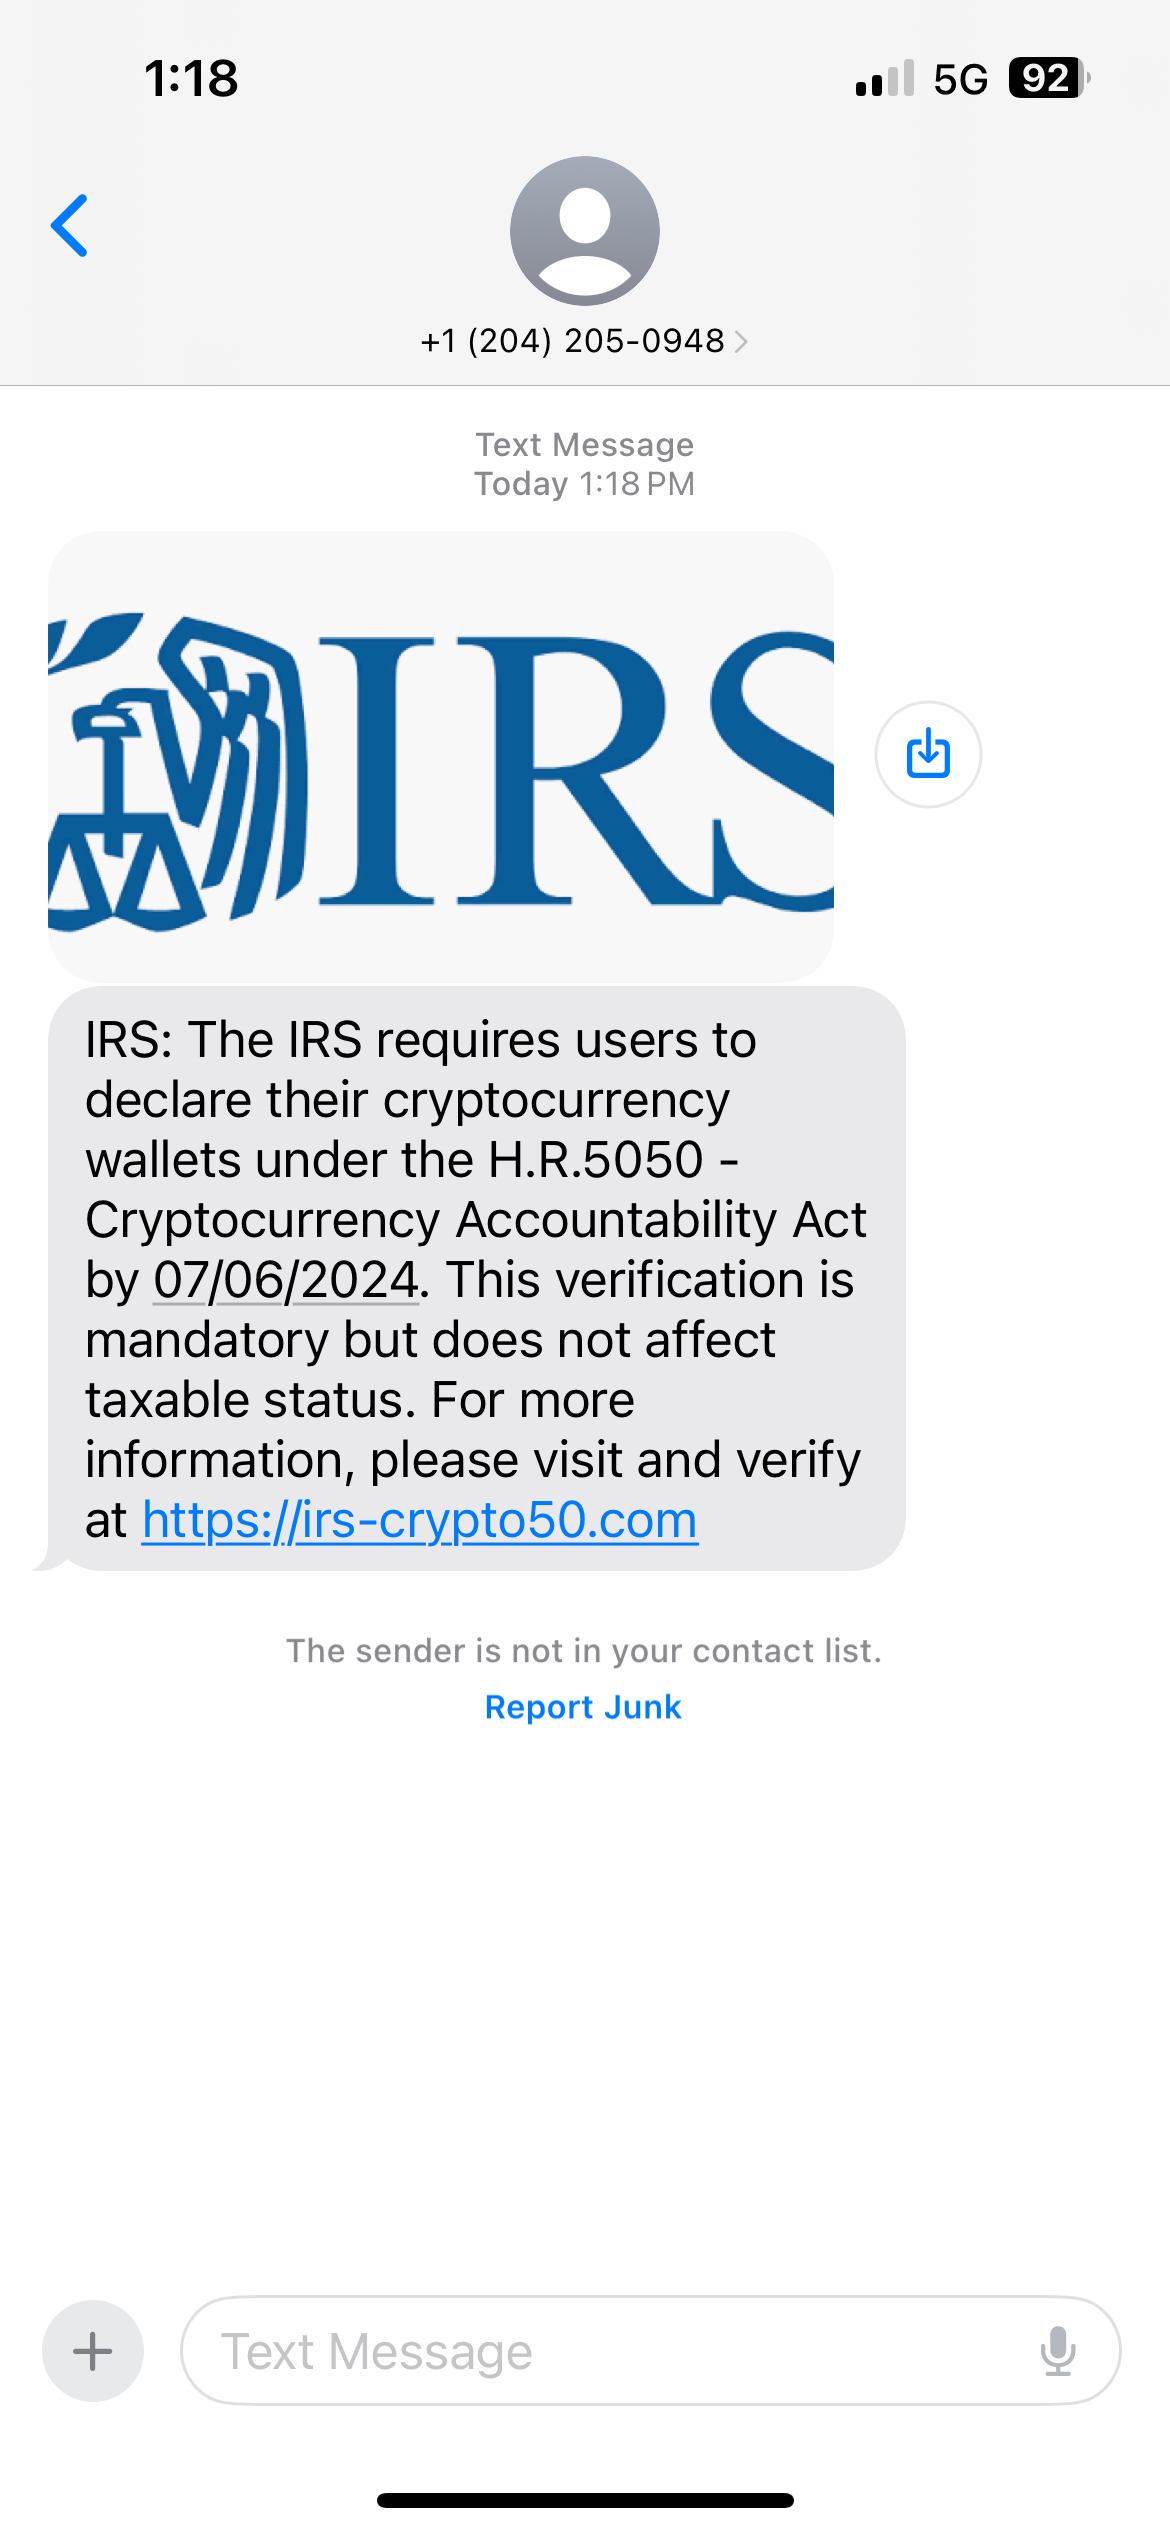 1:18
5G 92
+1 (204) 205-0948
Text Message
Today 1:18 PM
IRS
IRS: The IRS requires users to
declare their cryptocurrency
wallets under the H.R.5050 -
Cryptocurrency Accountability Act
by 07/06/2024. This verification is
mandatory but does not affect
taxable status. For more
information, please visit and verify
at https://irs-crypto50.com
The sender is not in your contact list.
Report Junk
Text Message